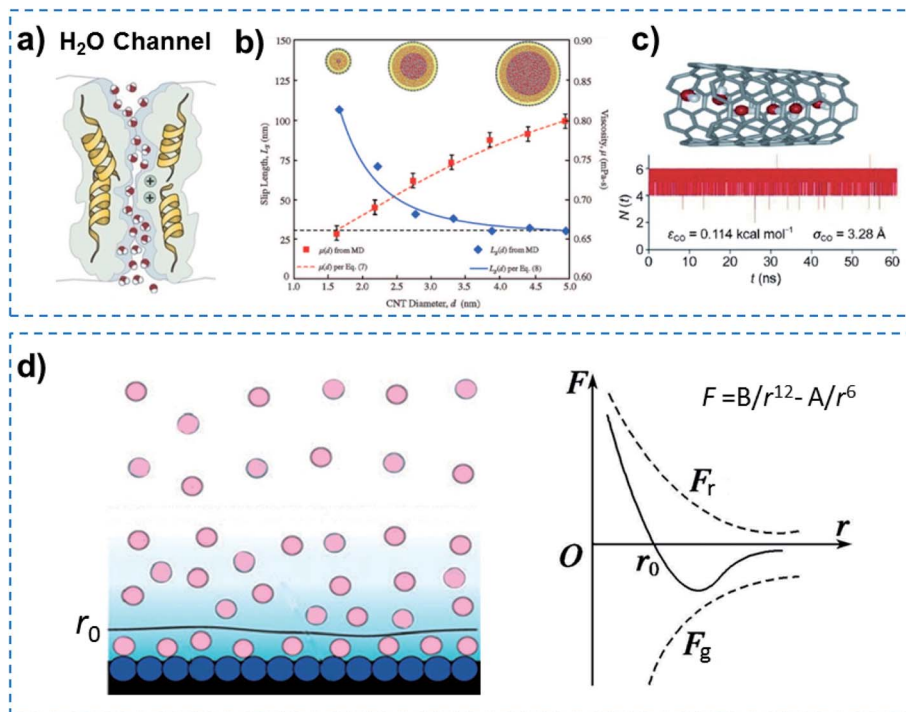 a) H₂O Channel
b)
150
125
100
75
50
25
0
Slip Length, Lₛ (nm)
0.90
0.85
0.80
0.75
0.70
0.65
0.60
Viscosity, μ (mPa-s)
μ(d) from MD
Lₛ(d) from MD
μ(d) per Eq. (7)
Lₛ(d) per Eq. (8)
1.0 1.5 2.0 2.5 3.0 3.5 4.0 4.5 5.0
CNT Diameter, d (nm)
c)
6
4
2
0
N (t)
εCO = 0.114 kcal mol⁻¹ σCO = 3.28 Å
0 10 20 30 40 50 60
t (ns)
d)
r₀
F
F =B/r¹²- A/r⁶
Fr
r
O
r₀
Fg